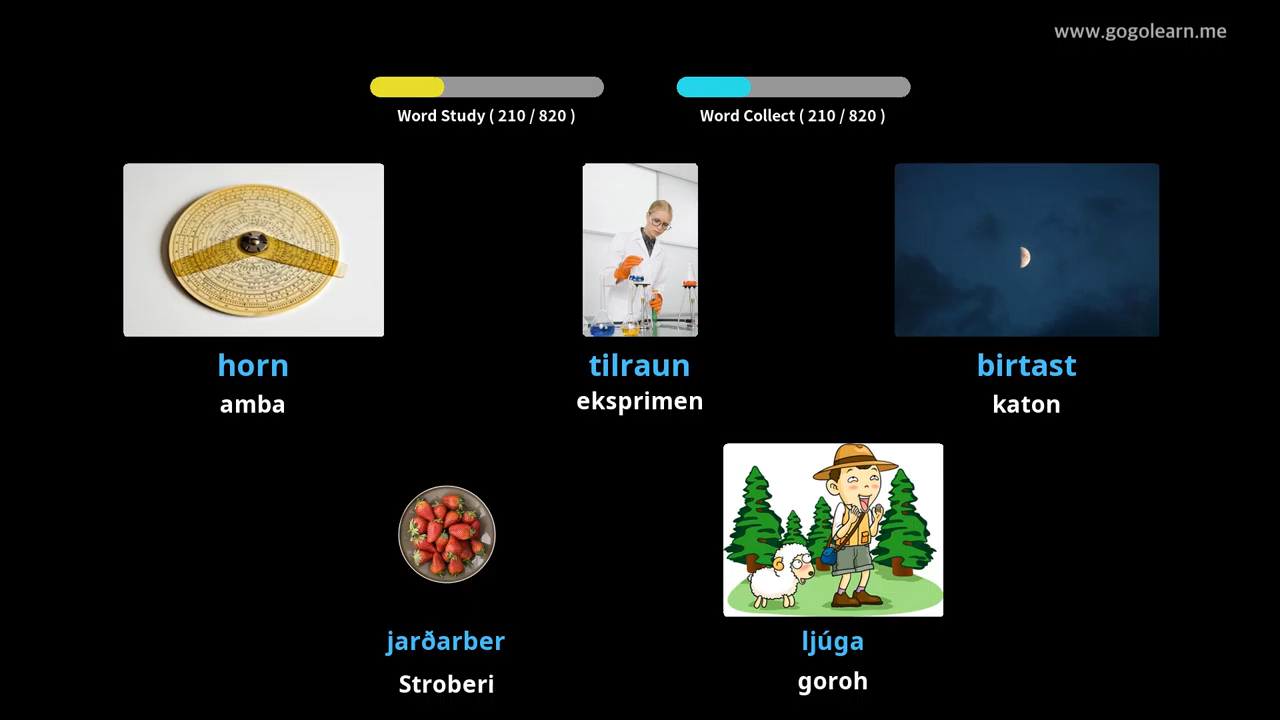 www.gogolearn.me
Word Study ( 210 / 820 )
Word Collect ( 210 / 820 )
horn
amba
tilraun
eksprimen
birtast
katon
jarðarber
Stroberi
ljúga
goroh